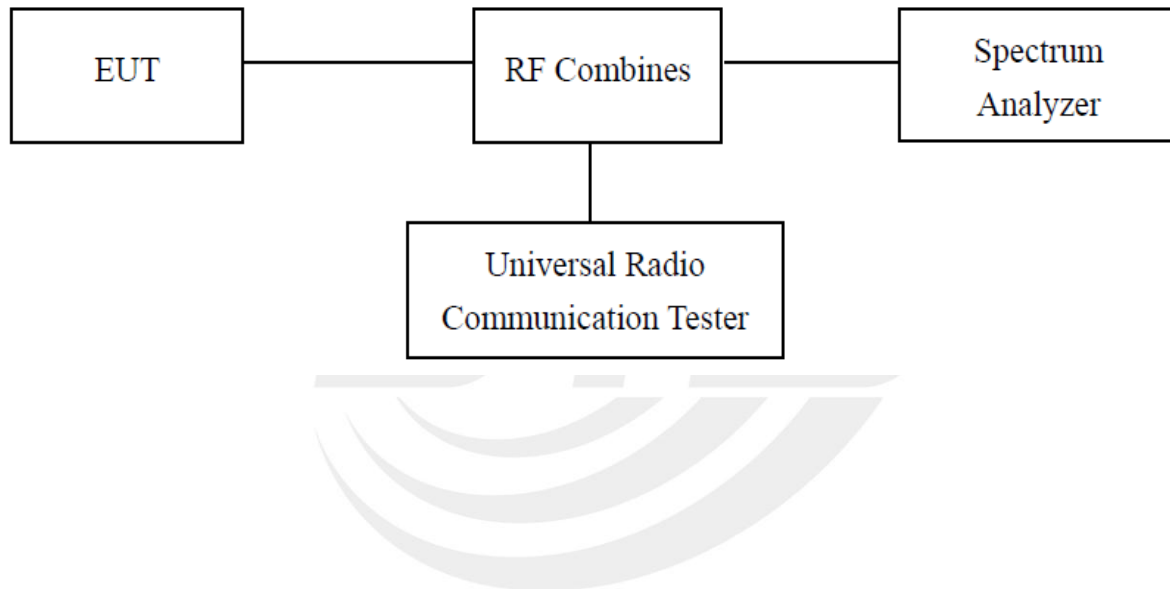 EUT
RF Combines
Spectrum
Analyzer
Universal Radio
Communication Tester